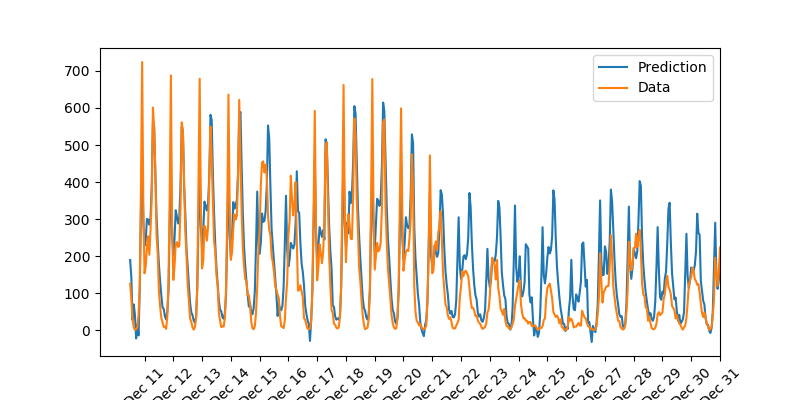 700
600
500
400
300
200
100
0
Prediction
Data
Dec 11
Dec 12
Dec 13
Dec 14
Dec 15
Dec 16
Dec 17
Dec 18
Dec 19
Dec 20
Dec 21
Dec 22
Dec 23
Dec 24
Dec 25
Dec 26
Dec 27
Dec 28
Dec 29
Dec 30
Dec 31